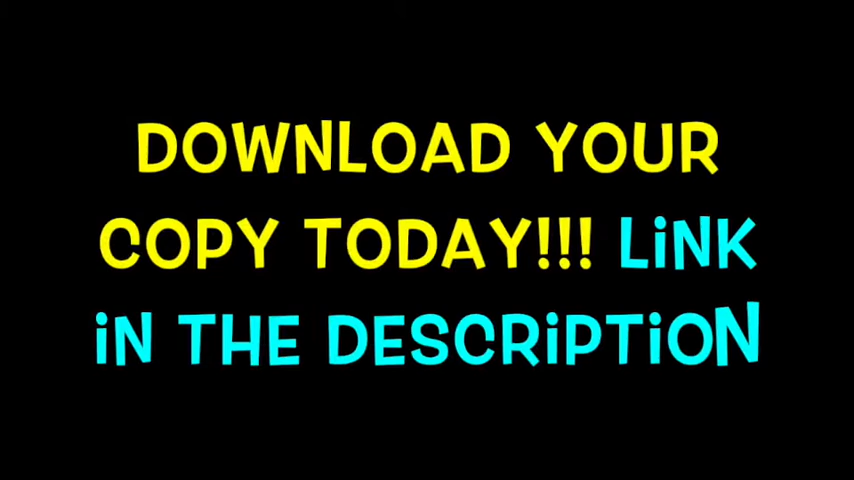 DOWNLOAD YOUR
COPY TODAY!!! LiNK
iN THE DESCRiPTiON